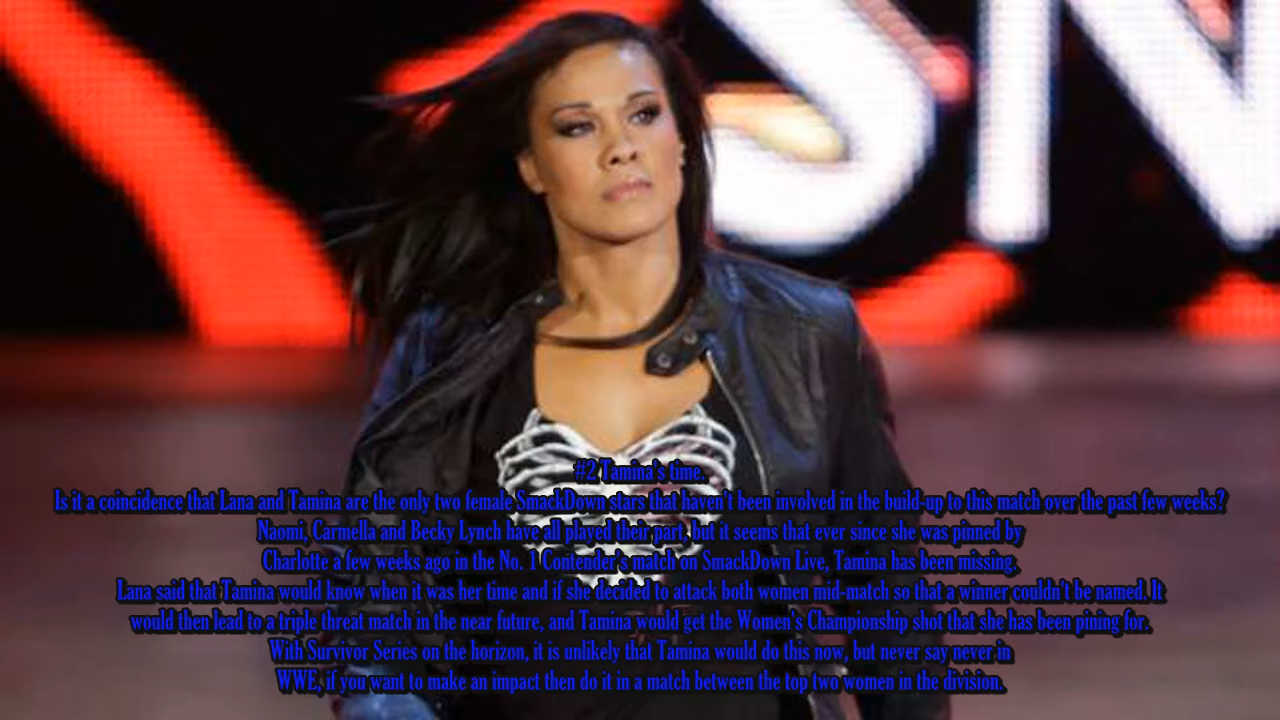 SN
#2 Tamina's time.
Is it a coincidence that Lana and Tamina are the only two female SmackDown stars that haven't been involved in the build-up to this match over the past few weeks?
Naomi, Carmella and Becky Lynch have all played their part, but it seems that ever since she was pinned by
Charlotte a few weeks ago in the No. 1 Contender's match on SmackDown Live, Tamina has been missing.
Lana said that Tamina would know when it was her time and if she decided to attack both women mid-match so that a winner couldn't be named. It
would then lead to a triple threat match in the near future, and Tamina would get the Women's Championship shot that she has been pining for.
With Survivor Series on the horizon, it is unlikely that Tamina would do this now, but never say never in
WWE, if you want to make an impact then do it in a match between the top two women in the division.